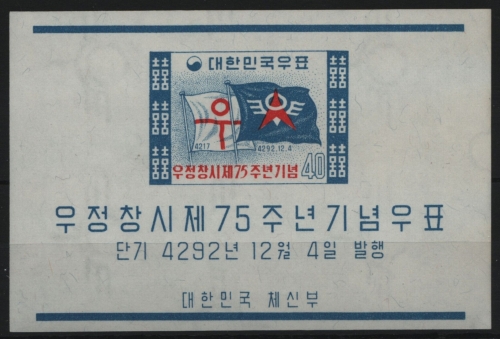 대한민국우표
4217
4292.12.4
우정창시제75주년기념
40
우정창시제75주년기념우표
단기 4292년 12월 4일 발행
대한민국 체신부